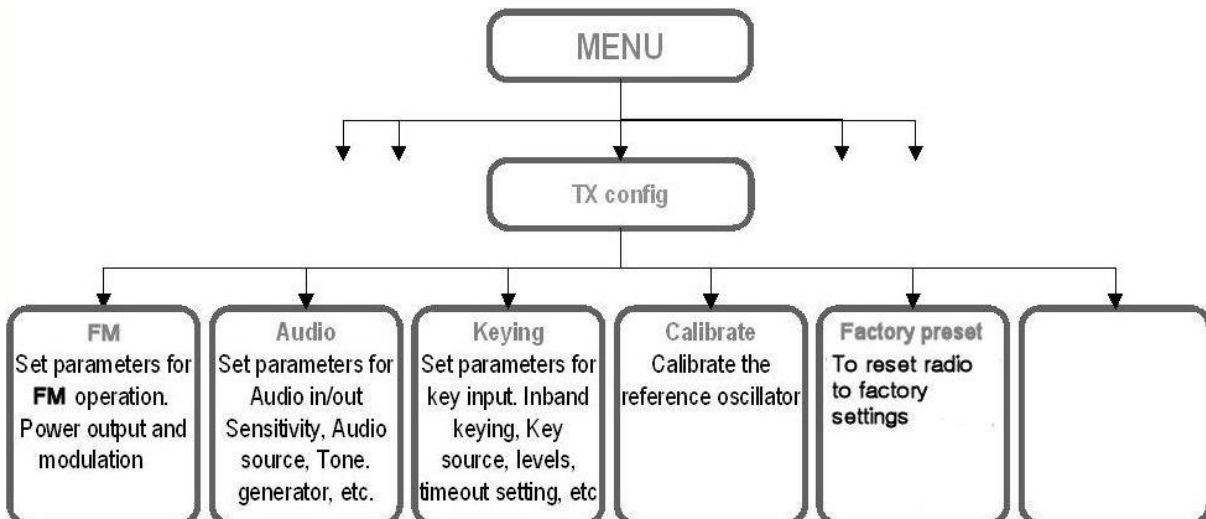 MENU
TX config
FM
Set parameters for
FM operation.
Power output and
modulation
Audio
Set parameters for
Audio in/out
Sensitivity, Audio
source, Tone.
generator, etc.
Keying
Set parameters for
key input. Inband
keying, Key
source, levels,
timeout setting, etc
Calibrate
Calibrate the
reference oscillator
Factory preset
To reset radio
to factory
settings